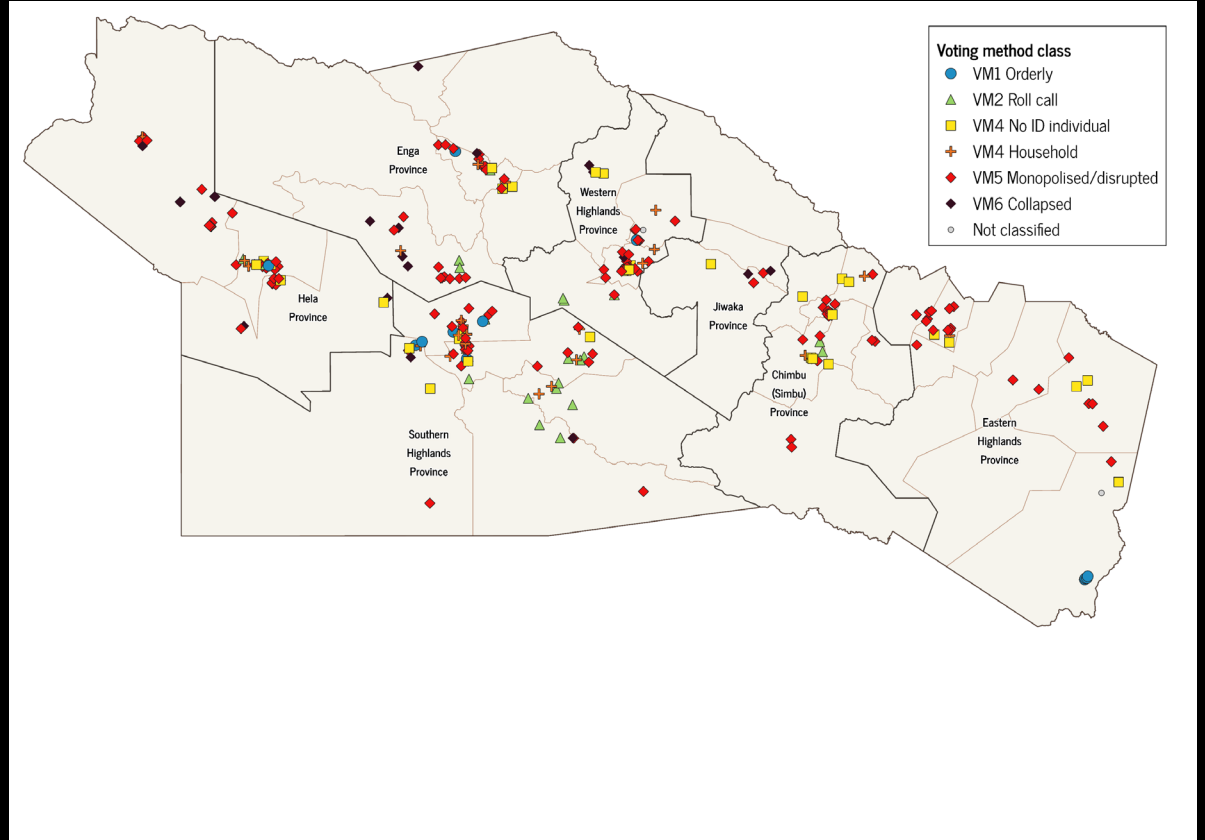 Voting method class
VM1 Orderly
VM2 Roll call
VM4 No ID individual
VM4 Household
VM5 Monopolised/disrupted
VM6 Collapsed
Not classified
Enga
Province
Western
Highlands
Province
Hela
Province
Jiwaka
Province
Chimbu
(Simbu)
Province
Southern
Highlands
Province
Eastern
Highlands
Province